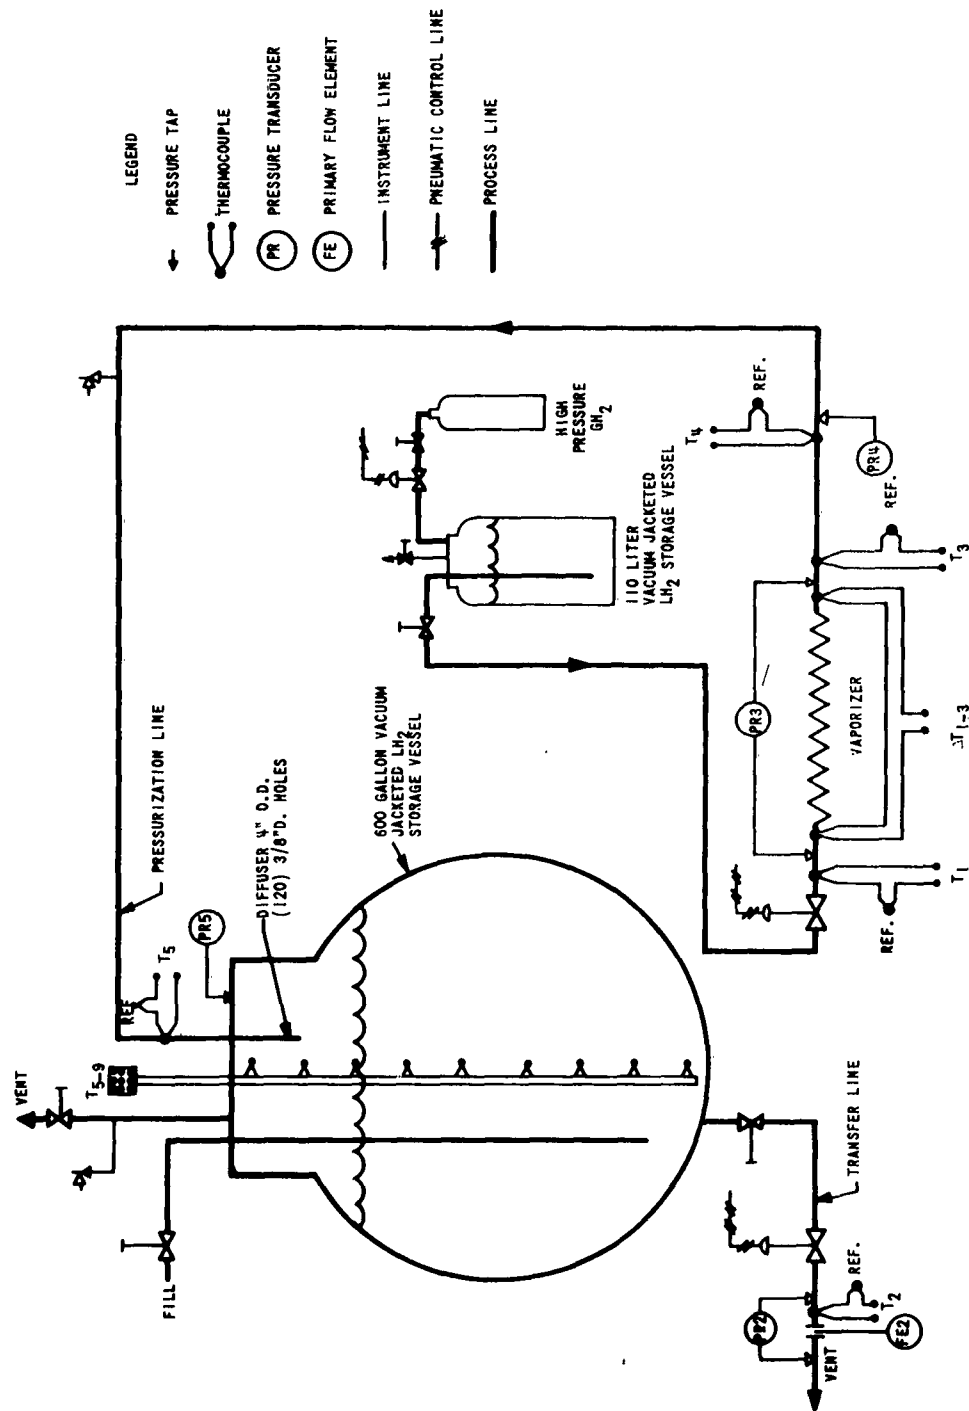 LEGEND
PRESSURE TAP
THERMOCOUPLE
PR PRESSURE TRANSDUCER
FE PRIMARY FLOW ELEMENT
INSTRUMENT LINE
PNEUMATIC CONTROL LINE
PROCESS LINE
PRESSURIZATION LINE
HIGH
PRESSURE
GH2
110 LITER
VACUUM JACKETED
LH2 STORAGE VESSEL
T4
REF.
PR4
REF.
T3
PR3
VAPORIZER
ΔT1-3
T1
REF.
600 GALLON VACUUM
JACKETED LH2
STORAGE VESSEL
DIFFUSER 4" O.D.
(120) 3/8"D. HOLES
PR5
T5
REF
T5-9
VENT
FILL
TRANSFER LINE
REF.
T2
PR2
FE2
VENT